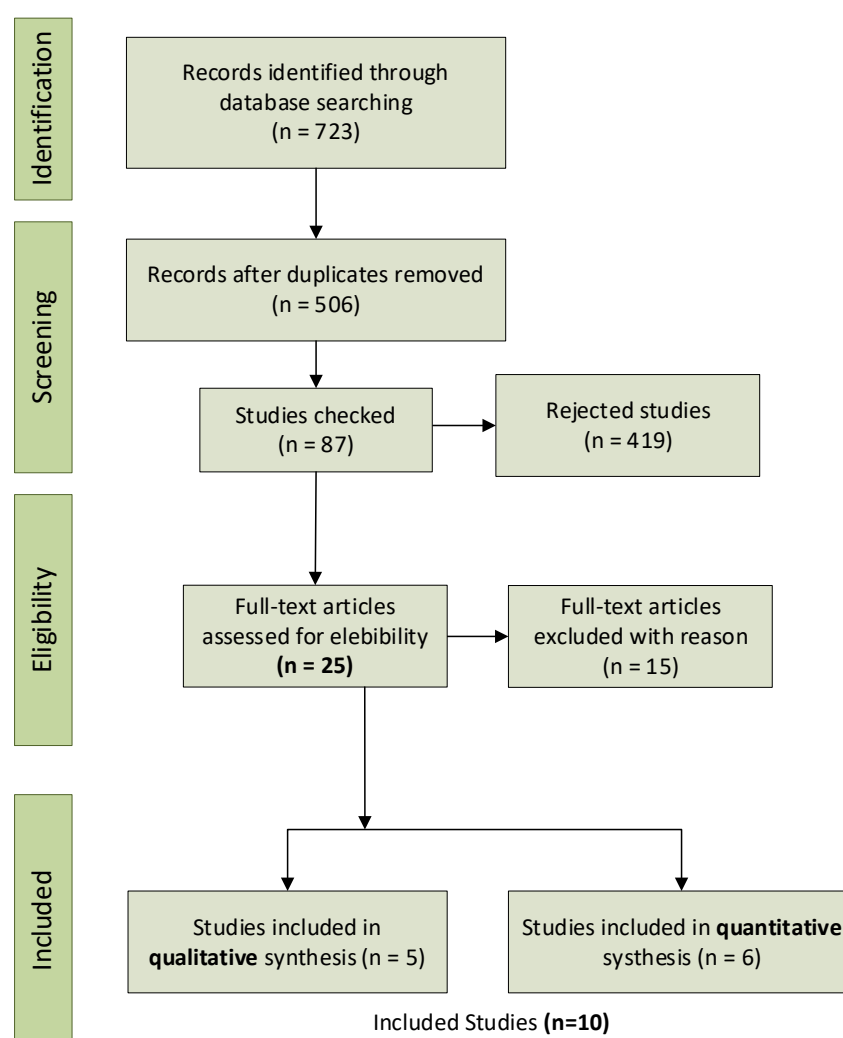 Identification
Records identified through
database searching
(n = 723)
Screening
Records after duplicates removed
(n = 506)
Studies checked
(n = 87)
Rejected studies
(n = 419)
Eligibility
Full-text articles
assessed for elebibility
(n = 25)
Full-text articles
excluded with reason
(n = 15)
Included
Studies included in
qualitative synthesis (n = 5)
Studies included in quantitative
systhesis (n = 6)
Included Studies (n=10)